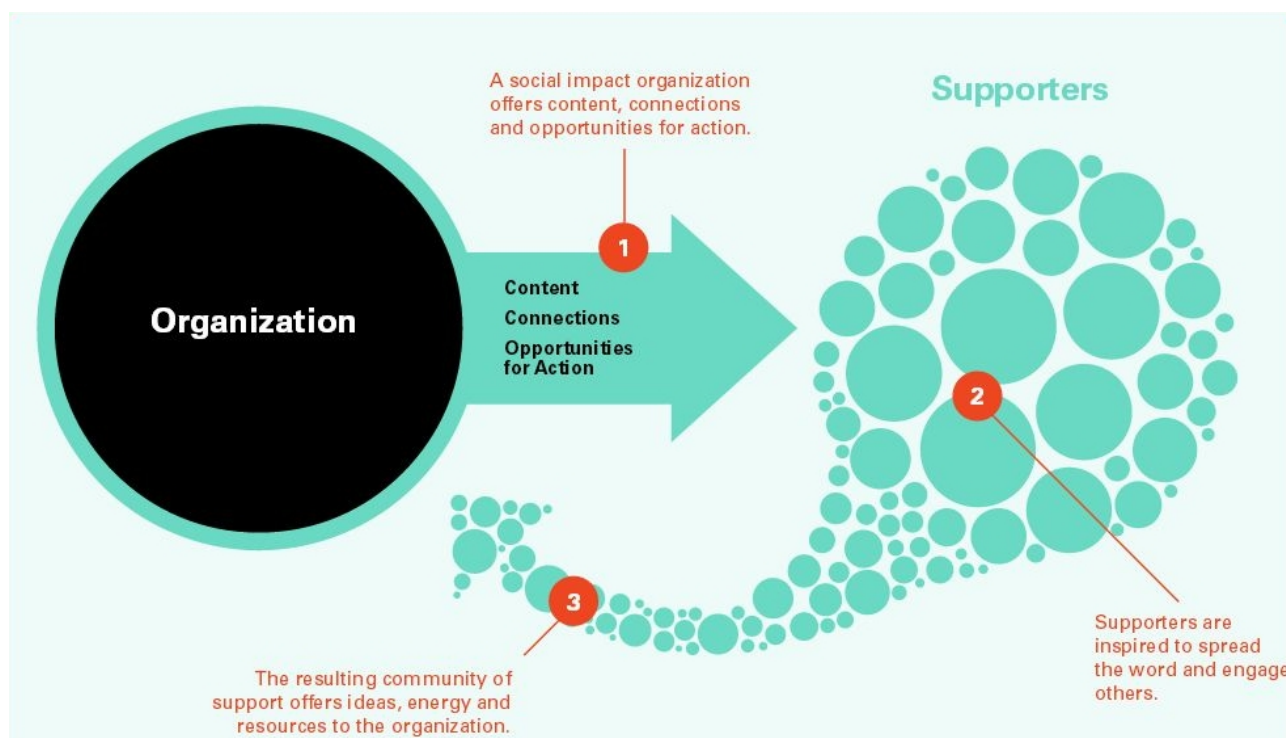 A social impact organization
offers content, connections
and opportunities for action.
Supporters
1
Organization
Content
Connections
Opportunities
for Action
2
3
Supporters are
inspired to spread
the word and engage
others.
The resulting community of
support offers ideas, energy and
resources to the organization.